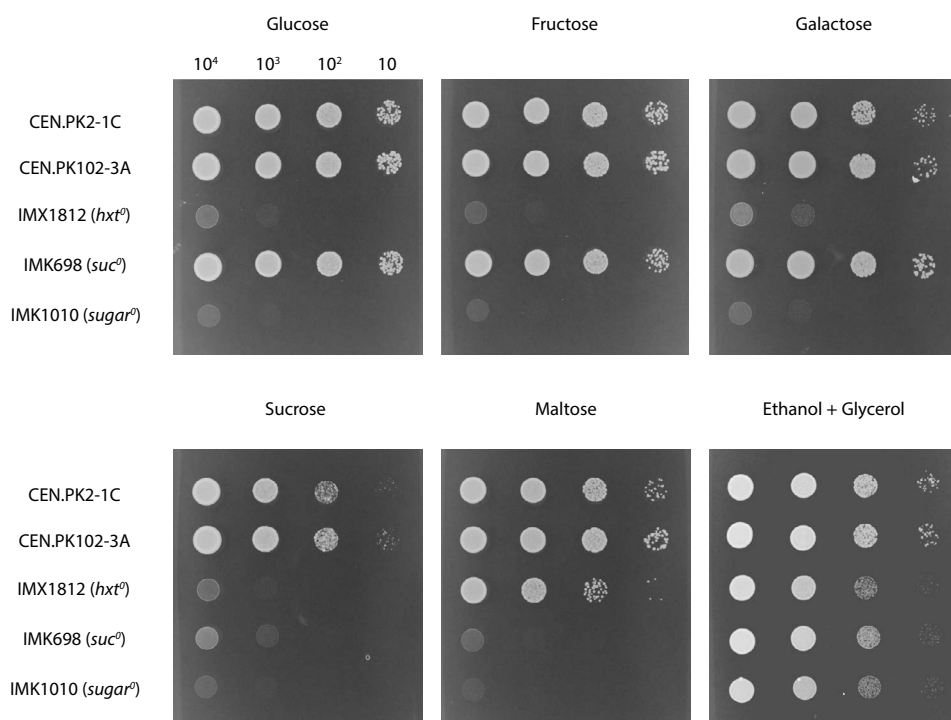 Glucose Fructose Galactose
10⁴ 10³ 10² 10
CEN.PK2-1C
CEN.PK102-3A
IMX1812 (hxt⁰)
IMK698 (suc⁰)
IMK1010 (sugar⁰)
Sucrose Maltose Ethanol + Glycerol
CEN.PK2-1C
CEN.PK102-3A
IMX1812 (hxt⁰)
IMK698 (suc⁰)
IMK1010 (sugar⁰)